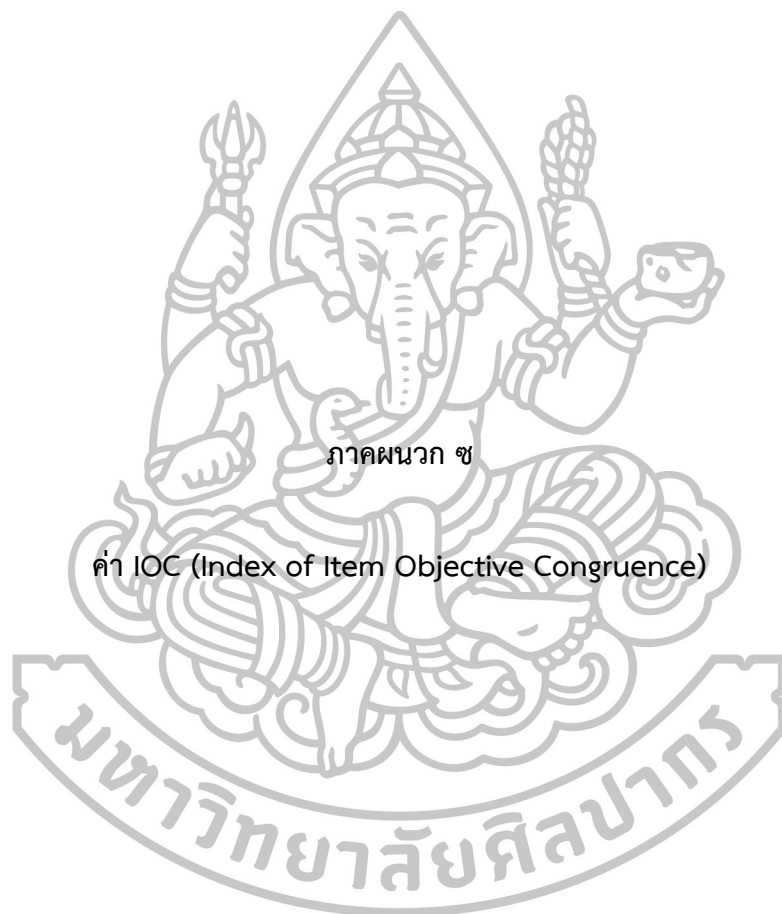 ภาคผนวก ซ
ค่า IOC (Index of Item Objective Congruence)
มหาวิทยาลัยศิลปากร